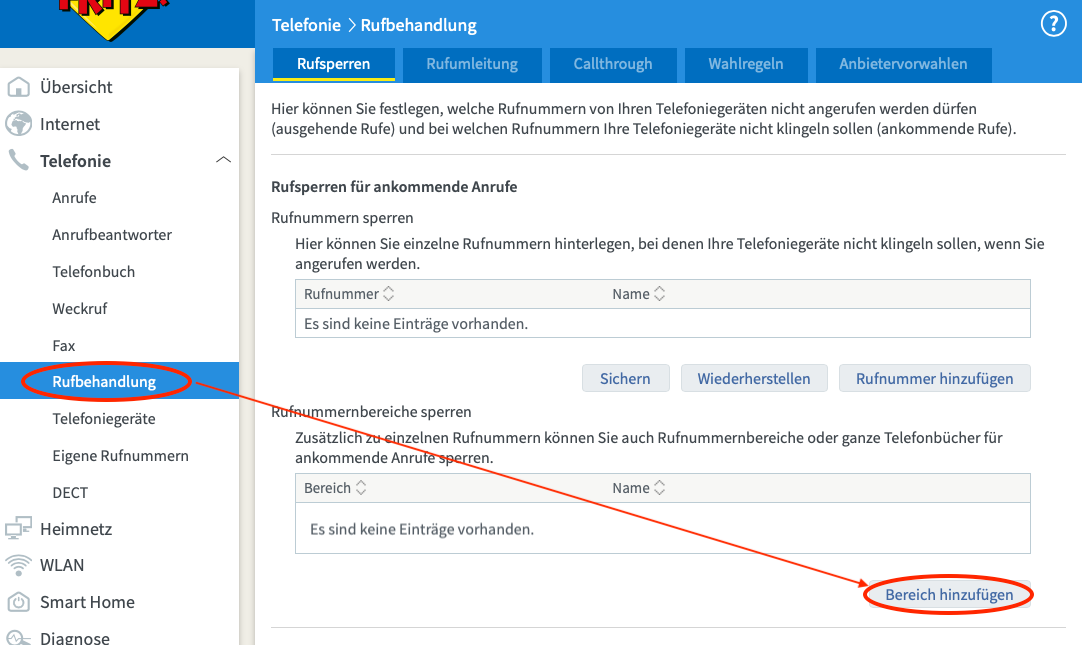 FRITZ!
Telefonie > Rufbehandlung
?
Rufsperren
Rufumleitung
Callthrough
Wahlregeln
Anbietervorwahlen
Übersicht
Internet
Telefonie
Anrufe
Anrufbeantworter
Telefonbuch
Weckruf
Fax
Rufbehandlung
Telefoniegeräte
Eigene Rufnummern
DECT
Heimnetz
WLAN
Smart Home
Diagnose
Hier können Sie festlegen, welche Rufnummern von Ihren Telefoniegeräten nicht angerufen werden dürfen
(ausgehende Rufe) und bei welchen Rufnummern Ihre Telefoniegeräte nicht klingeln sollen (ankommende Rufe).
Rufsperren für ankommende Anrufe
Rufnummern sperren
Hier können Sie einzelne Rufnummern hinterlegen, bei denen Ihre Telefoniegeräte nicht klingeln sollen, wenn Sie
angerufen werden.
Rufnummer Name
Es sind keine Einträge vorhanden.
Sichern Wiederherstellen Rufnummer hinzufügen
Rufnummernbereiche sperren
Zusätzlich zu einzelnen Rufnummern können Sie auch Rufnummernbereiche oder ganze Telefonbücher für
ankommende Anrufe sperren.
Bereich Name
Es sind keine Einträge vorhanden.
Bereich hinzufügen